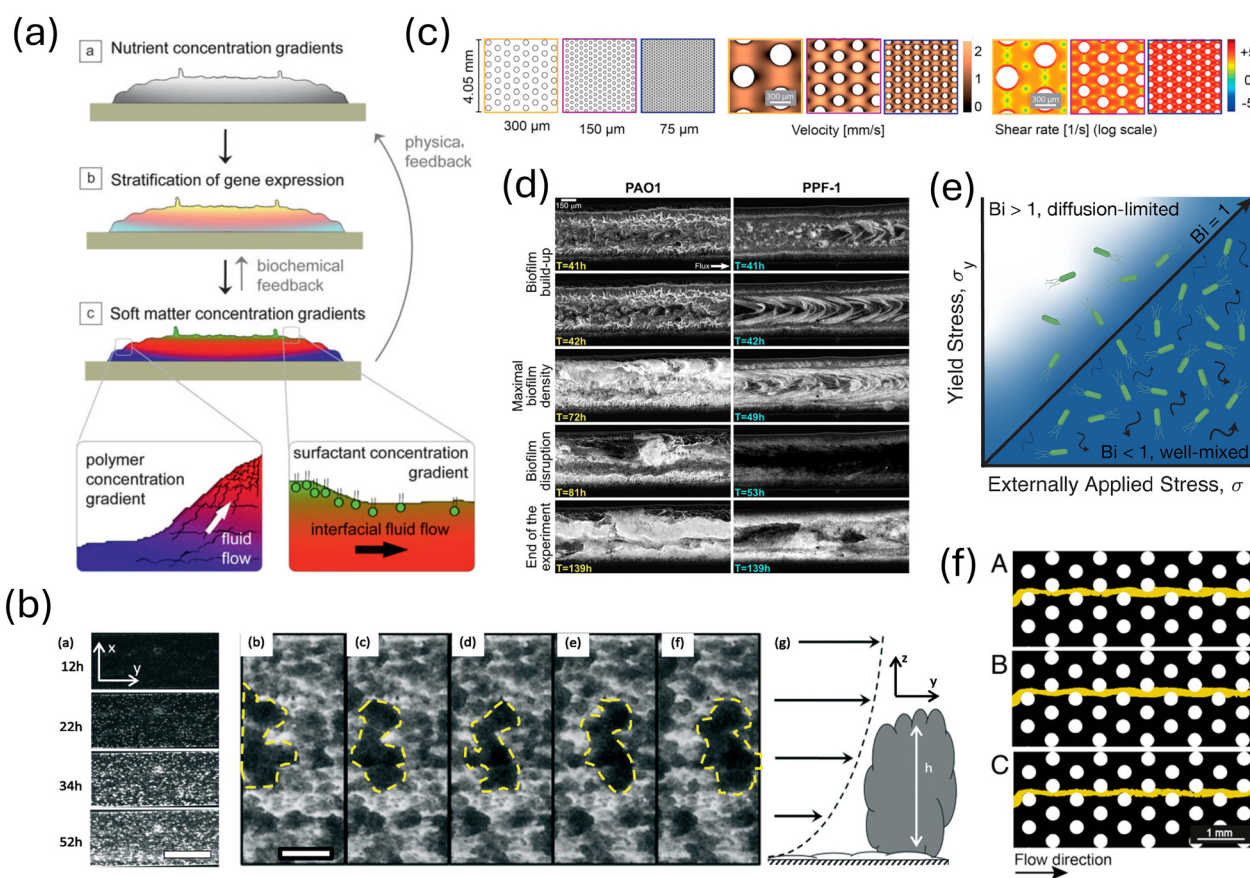 (a)
a
Nutrient concentration gradients
physical
feedback
b
Stratification of gene expression
biochemical
feedback
c
Soft matter concentration gradients
polymer
concentration
gradient
fluid
flow
surfactant concentration
gradient
interfacial fluid flow
(b)
(a)
x
y
12h
22h
34h
52h
(b)
(c)
(d)
(e)
(f)
(g)
z
y
h
(c)
4.05 mm
300 µm
150 µm
75 µm
300 µm
2
1
0
Velocity [mm/s]
300 µm
+5
0
-5
Shear rate [1/s] (log scale)
(d)
PAO1
PPF-1
150 µm
Biofilm
build-up
T=41h
Flux
T=41h
T=42h
T=42h
Maximal
biofilm
density
T=72h
T=49h
Biofilm
disruption
T=81h
T=53h
End of the
experiment
T=139h
T=139h
(e)
Bi > 1, diffusion-limited
Bi = 1
Yield Stress, σy
Bi < 1, well-mixed
Externally Applied Stress, σ
(f)
A
B
C
1 mm
Flow direction